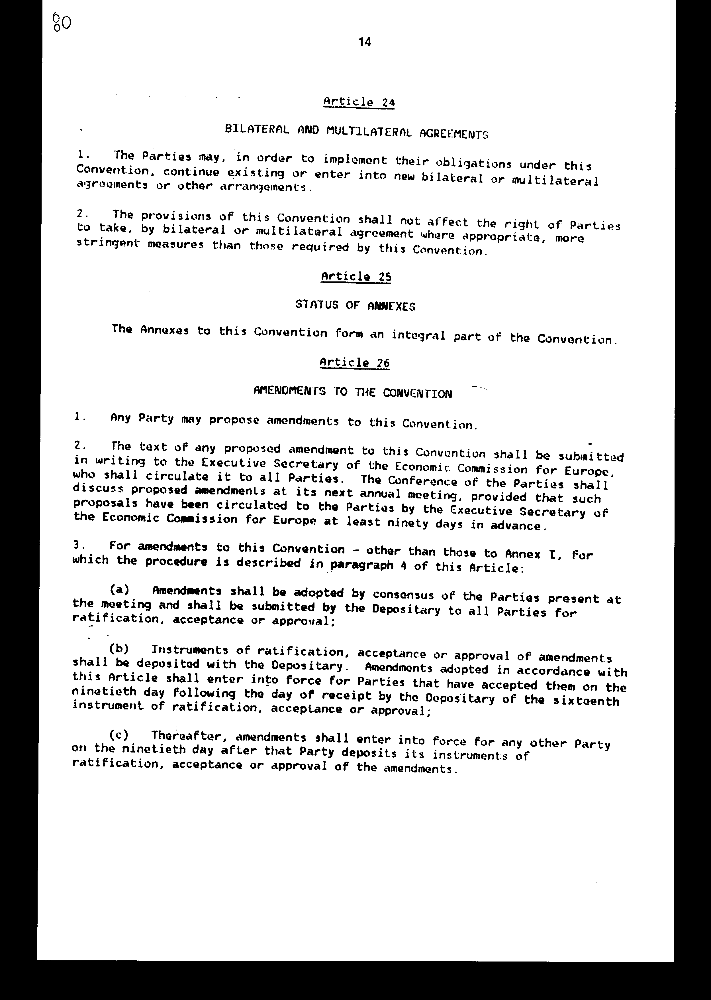 80
14
Article 24
BILATERAL AND MULTILATERAL AGREEMENTS
1. The Parties may, in order to implement their obligations under this
Convention, continue existing or enter into new bilateral or multilateral
agreements or other arrangements.
2. The provisions of this Convention shall not affect the right of Parties
to take, by bilateral or multilateral agreement where appropriate, more
stringent measures than those required by this Convention.
Article 25
STATUS OF ANNEXES
The Annexes to this Convention form an integral part of the Convention.
Article 26
AMENDMENTS TO THE CONVENTION
1. Any Party may propose amendments to this Convention.
2. The text of any proposed amendment to this Convention shall be submitted
in writing to the Executive Secretary of the Economic Commission for Europe,
who shall circulate it to all Parties. The Conference of the Parties shall
discuss proposed amendments at its next annual meeting, provided that such
proposals have been circulated to the Parties by the Executive Secretary of
the Economic Commission for Europe at least ninety days in advance.
3. For amendments to this Convention - other than those to Annex I, for
which the procedure is described in paragraph 4 of this Article:
(a) Amendments shall be adopted by consensus of the Parties present at
the meeting and shall be submitted by the Depositary to all Parties for
ratification, acceptance or approval;
(b) Instruments of ratification, acceptance or approval of amendments
shall be deposited with the Depositary. Amendments adopted in accordance with
this Article shall enter into force for Parties that have accepted them on the
ninetieth day following the day of receipt by the Depositary of the sixteenth
instrument of ratification, acceptance or approval;
(c) Thereafter, amendments shall enter into force for any other Party
on the ninetieth day after that Party deposits its instruments of
ratification, acceptance or approval of the amendments.